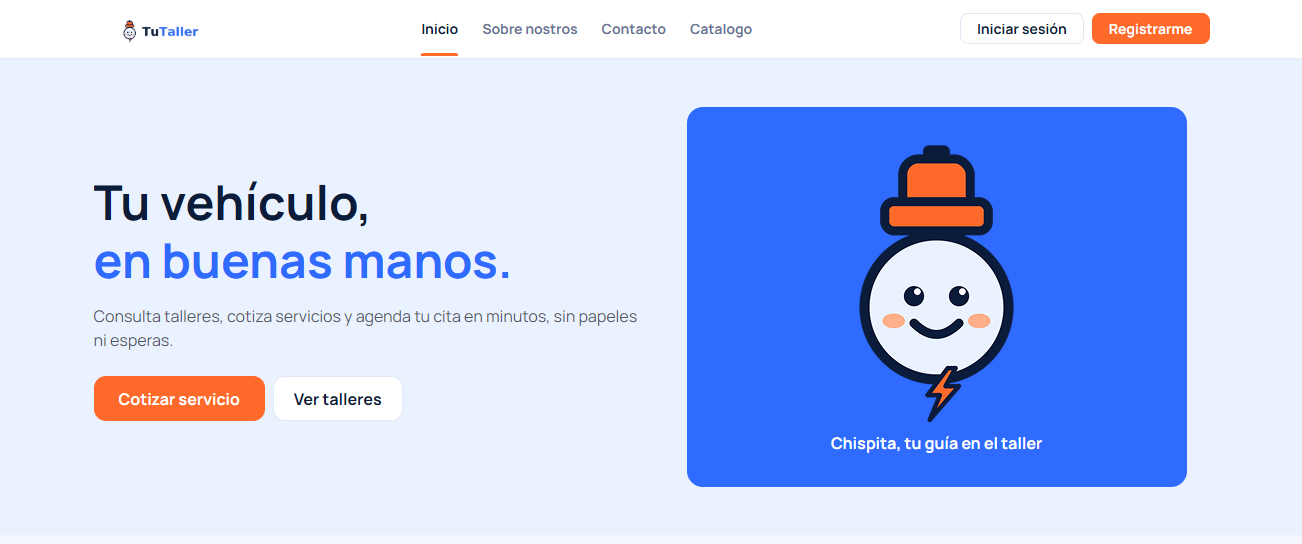 TuTaller
Inicio
Sobre nostros
Contacto
Catalogo
Iniciar sesión
Registrarme
Tu vehículo,
en buenas manos.
Consulta talleres, cotiza servicios y agenda tu cita en minutos, sin papeles
ni esperas.
Cotizar servicio
Ver talleres
Chispita, tu guía en el taller